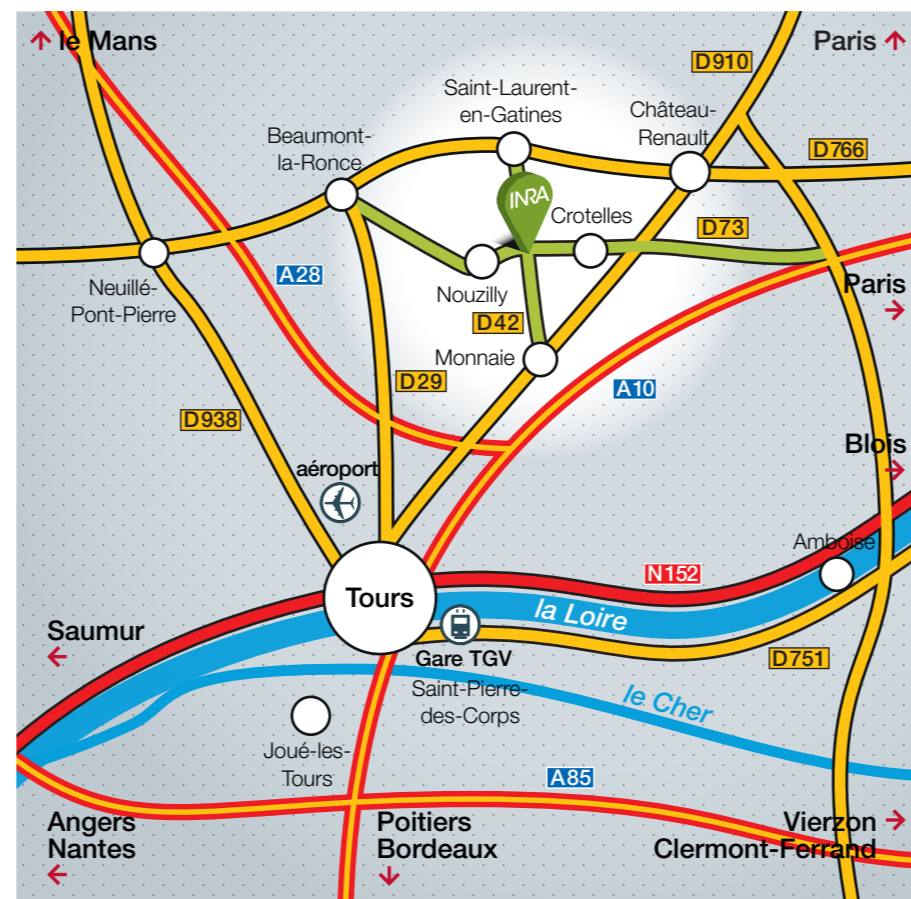 le Mans
Paris
D910
Saint-Laurent-
en-Gatines
Château-
Renault
Beaumont-
la-Ronce
D766
INRA
Crotelles
D73
A28
Neuillé-
Pont-Pierre
Nouzilly
Paris
D42
Monnaie
D29
A10
D938
Blois
aéroport
Amboise
N152
Tours
la Loire
Saumur
Gare TGV
D751
Saint-Pierre-
des-Corps
le Cher
Joué-les-
Tours
A85
Angers
Nantes
Poitiers
Bordeaux
Vierzon
Clermont-Ferrand